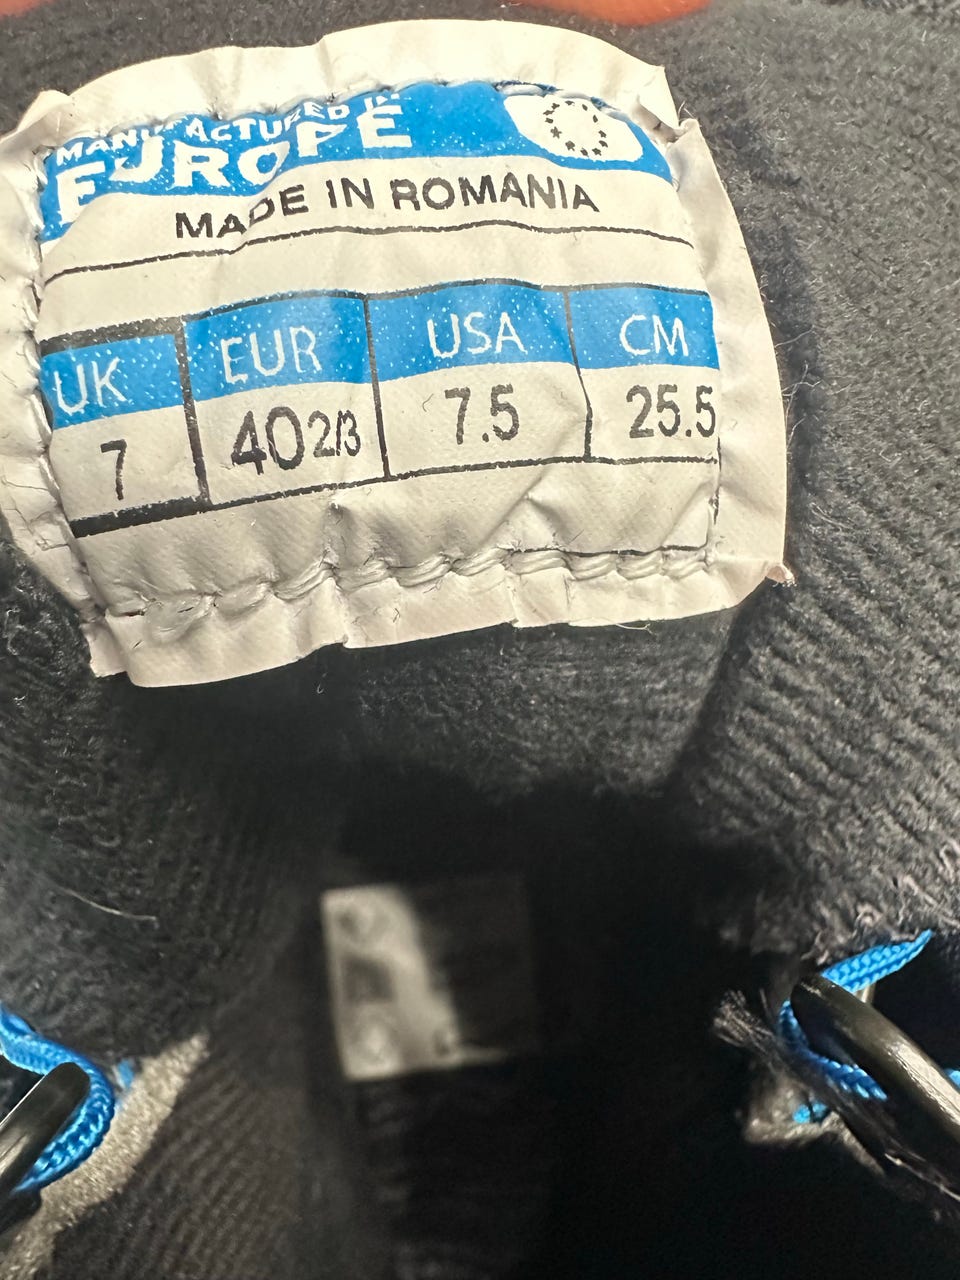 MANUFACTURED IN
EUROPE
MADE IN ROMANIA
UK EUR USA CM
7 40 2/3 7.5 25.5